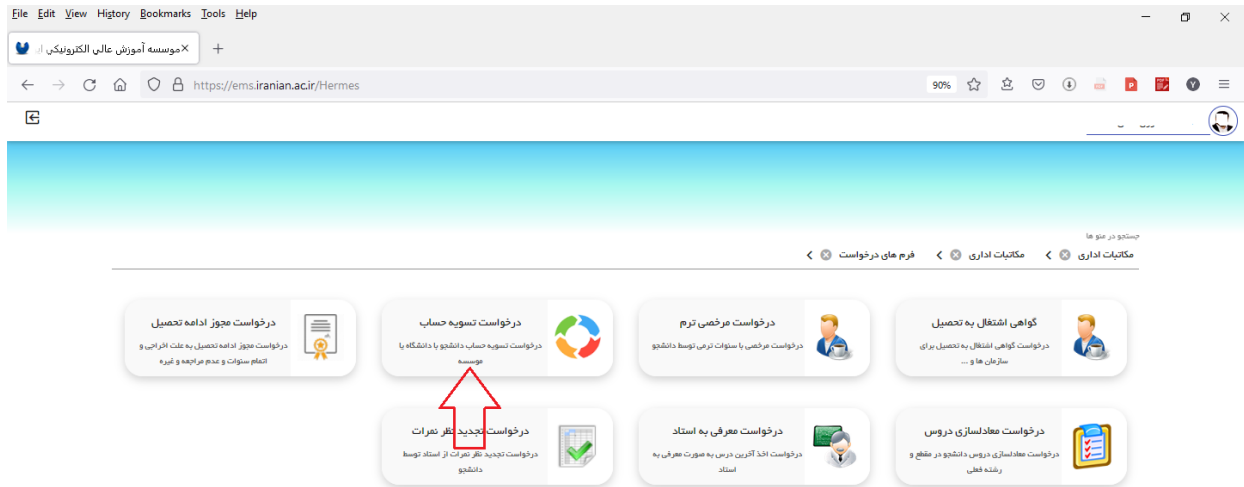 File Edit View History Bookmarks Tools Help
موسسه آموزش عالی الکترونیکی
https://ems.iranian.ac.ir/Hermes
90%
جستجو در منو ها
مکاتبات اداری
مکاتبات اداری
فرم های درخواست
گواهی اشتغال به تحصیل
درخواست گواهی اشتغال به تحصیل برای
سازمان ها و ...
درخواست مرخصی ترم
درخواست مرخصی با سنوات ترمی توسط دانشجو
درخواست تسویه حساب
درخواست تسویه حساب دانشجو با دانشگاه یا
موسسه
درخواست مجوز ادامه تحصیل
درخواست مجوز ادامه تحصیل به علت اخراجی و
اتمام سنوات و عدم مراجعه و غیره
درخواست معادلسازی دروس
درخواست معادلسازی دروس دانشجو در مقطع و
رشته فعلی
درخواست معرفی به استاد
درخواست اخذ آخرین درس به صورت معرفی به
استاد
درخواست تجدید نظر نمرات
درخواست تجدید نظر نمرات از استاد توسط
دانشجو